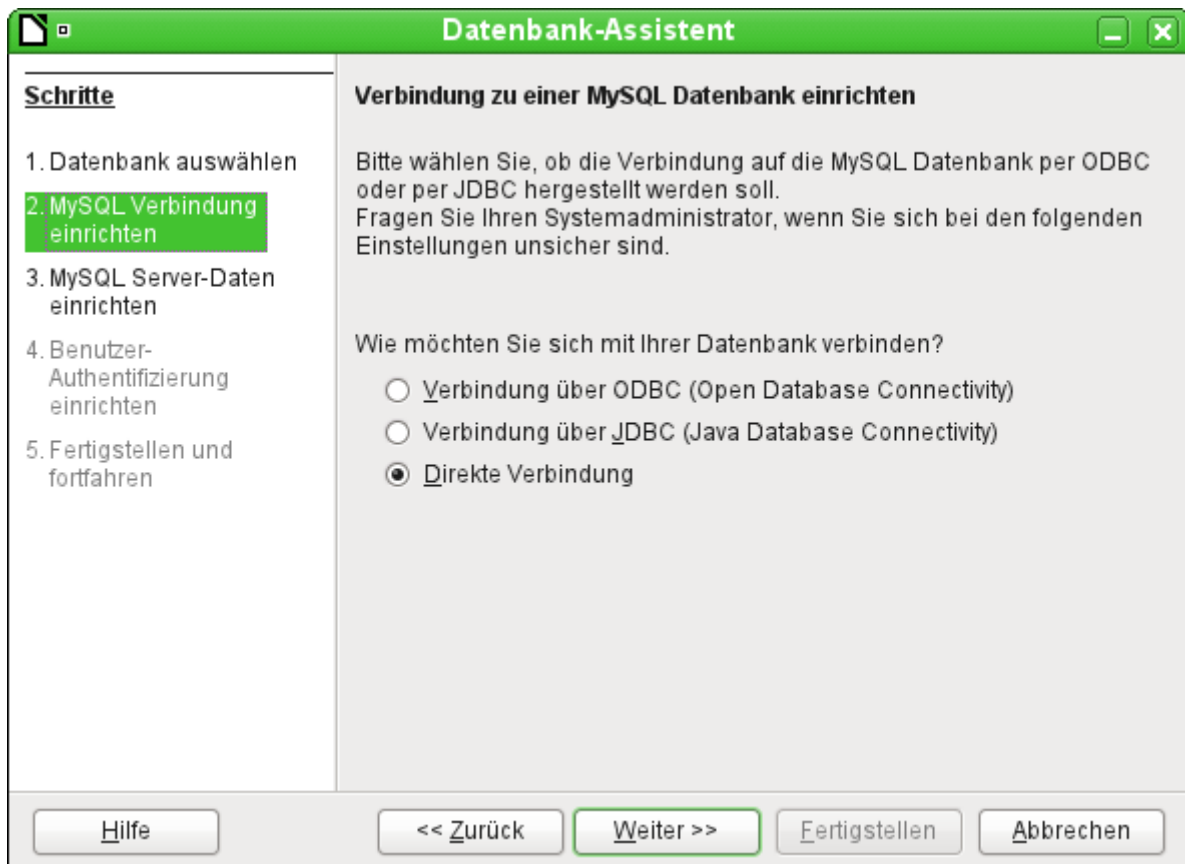 Datenbank-Assistent
Schritte
1. Datenbank auswählen
2. MySQL Verbindung
einrichten
3. MySQL Server-Daten
einrichten
4. Benutzer-
Authentifizierung
einrichten
5. Fertigstellen und
fortfahren
Verbindung zu einer MySQL Datenbank einrichten
Bitte wählen Sie, ob die Verbindung auf die MySQL Datenbank per ODBC
oder per JDBC hergestellt werden soll.
Fragen Sie Ihren Systemadministrator, wenn Sie sich bei den folgenden
Einstellungen unsicher sind.
Wie möchten Sie sich mit Ihrer Datenbank verbinden?
Verbindung über ODBC (Open Database Connectivity)
Verbindung über JDBC (Java Database Connectivity)
Direkte Verbindung
Hilfe
<< Zurück
Weiter >>
Fertigstellen
Abbrechen